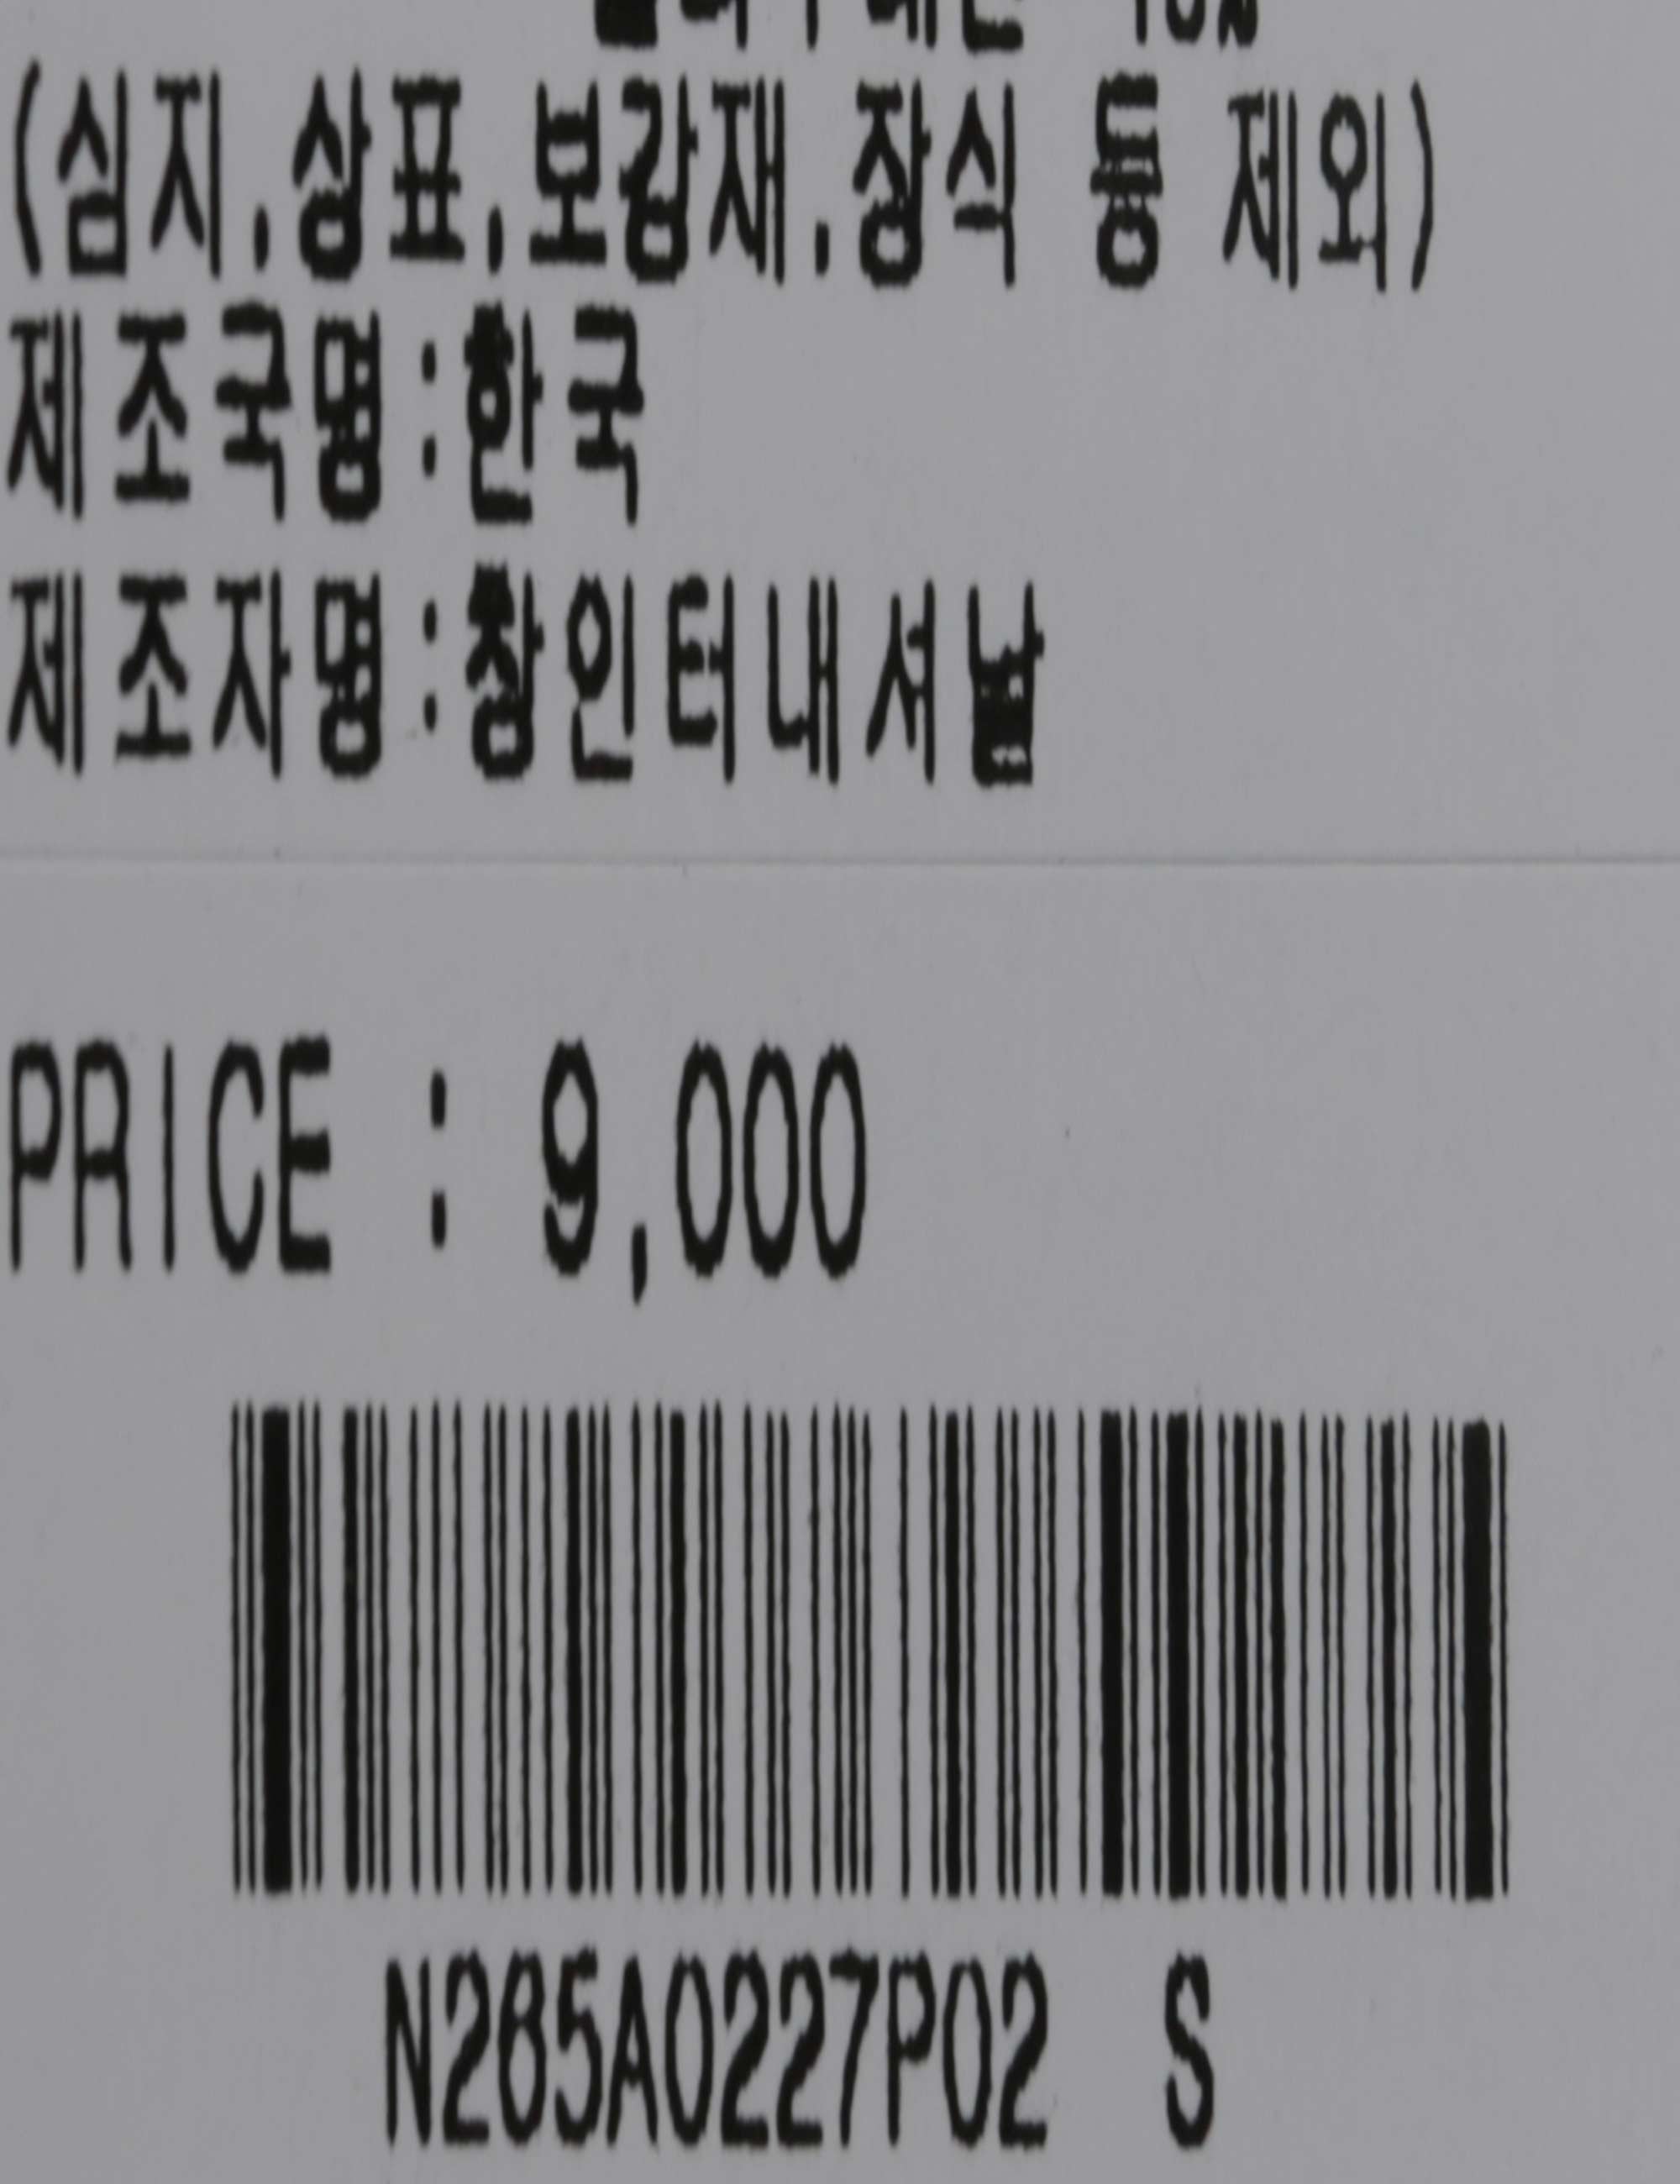 (심지,상표,보강재,장식 등 제외)
제조국명:한국
제조자명:창인터내셔날
PRICE : 9,000
N265A0227P02 S